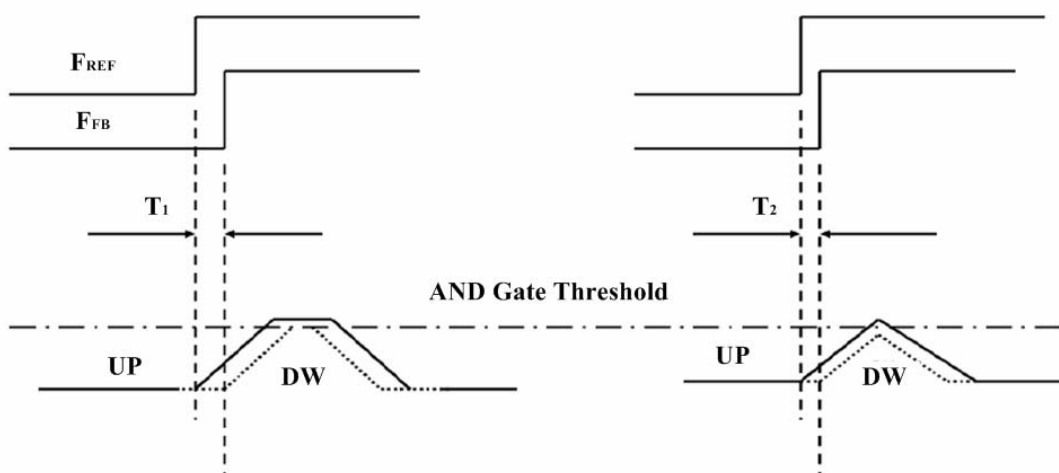 FREF
FFB
T1
T2
AND Gate Threshold
UP
DW
UP
DW